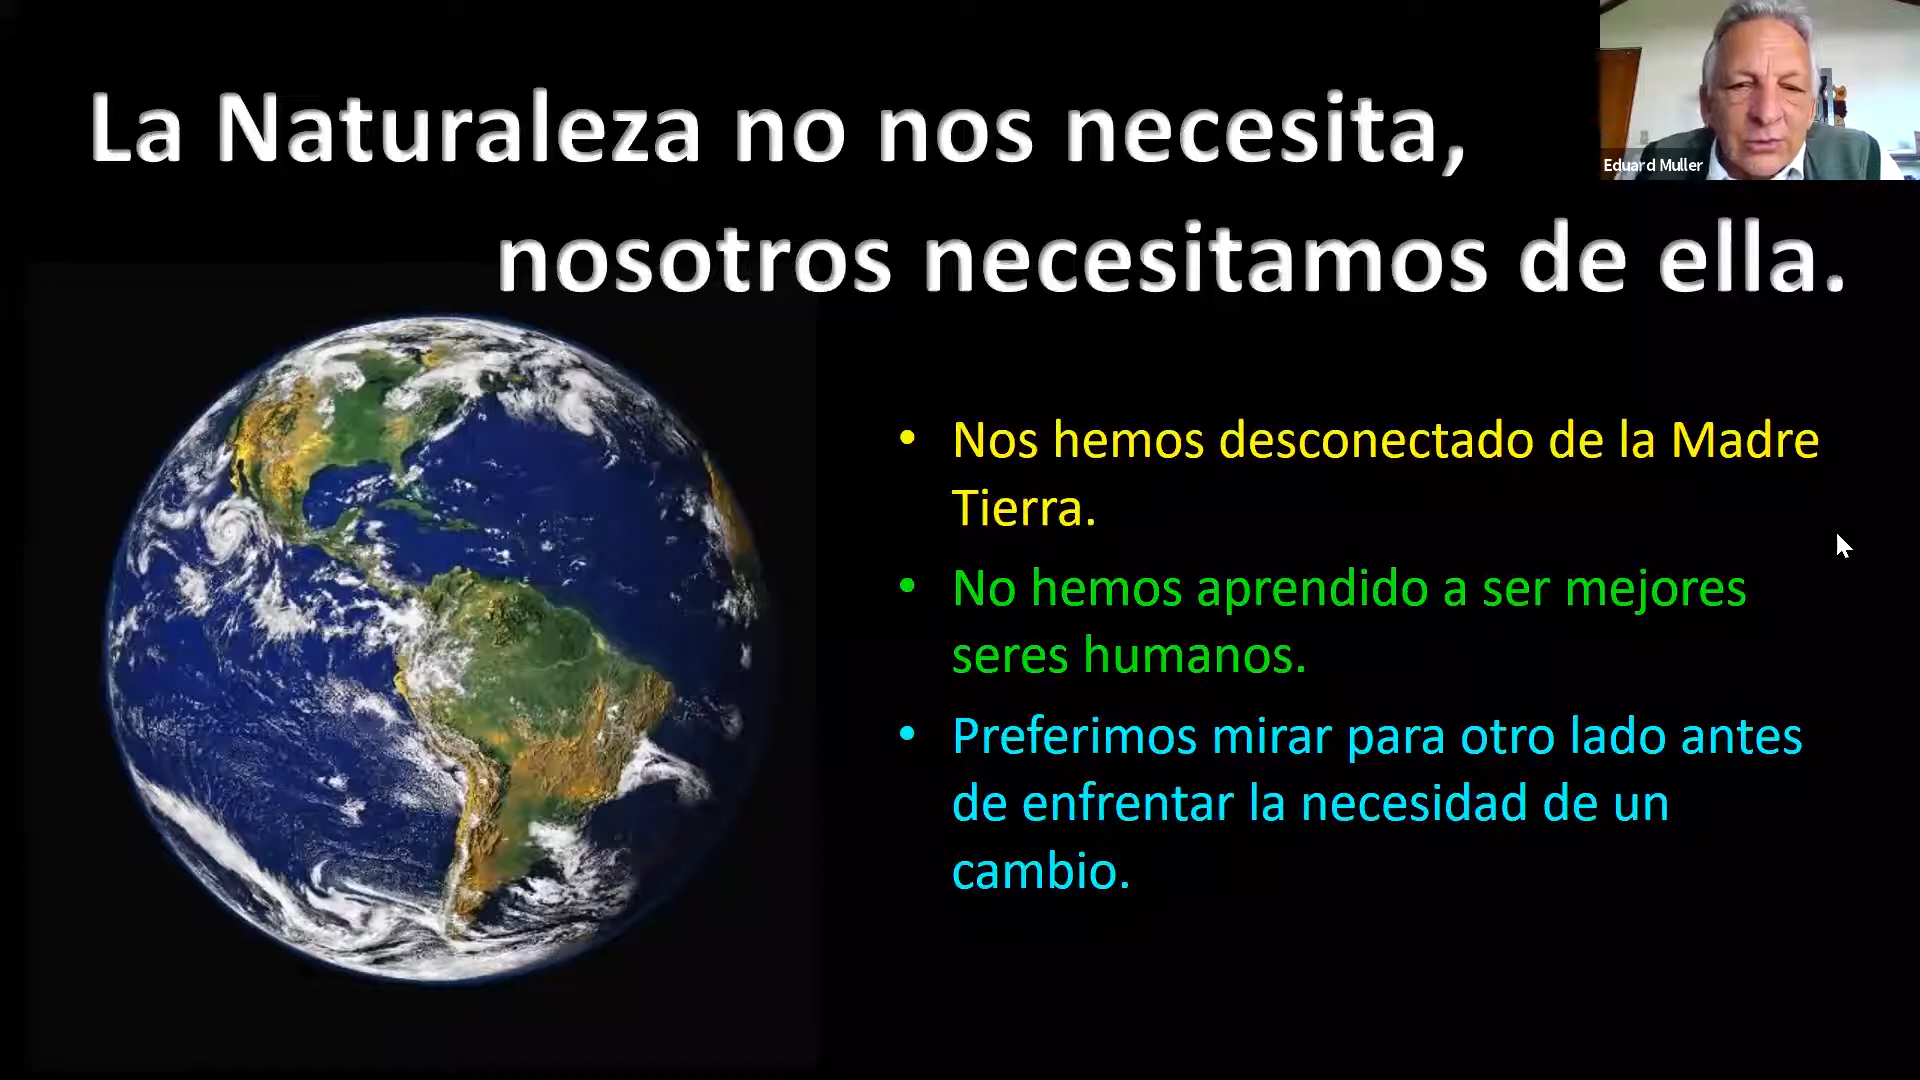 La Naturaleza no nos necesita,
nosotros necesitamos de ella.
Eduard Muller
• Nos hemos desconectado de la Madre
Tierra.
• No hemos aprendido a ser mejores
seres humanos.
• Preferimos mirar para otro lado antes
de enfrentar la necesidad de un
cambio.